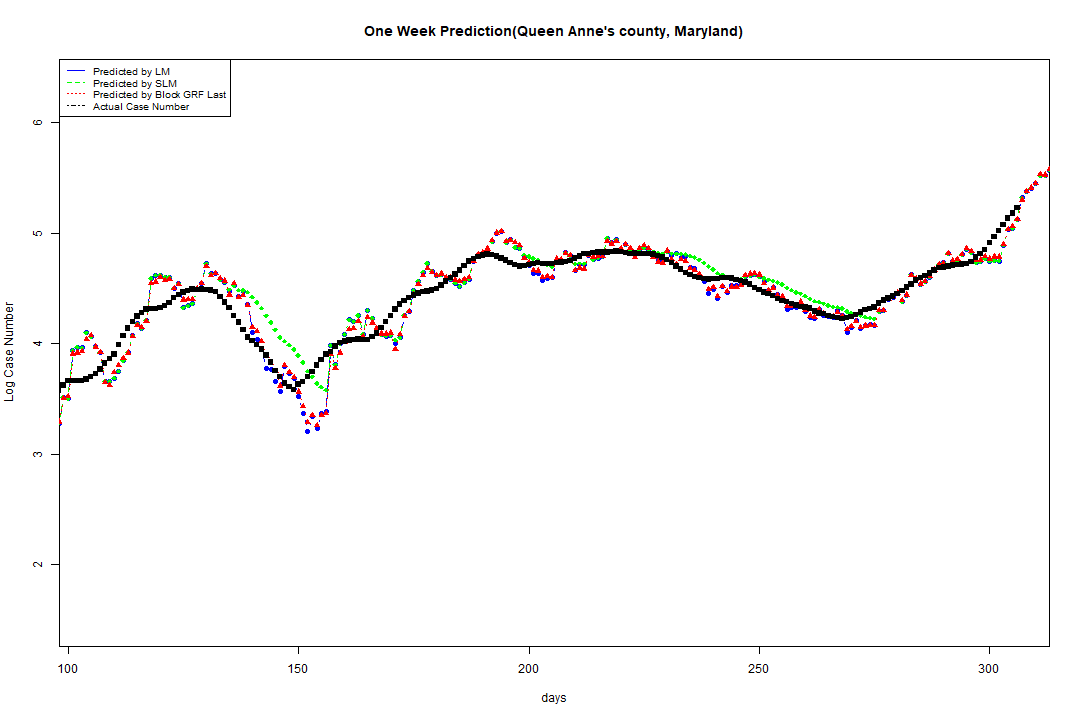 One Week Prediction(Queen Anne's county, Maryland)
Predicted by LM
Predicted by SLM
Predicted by Block GRF Last
Actual Case Number
6
5
4
3
2
Log Case Number
100 150 200 250 300
days